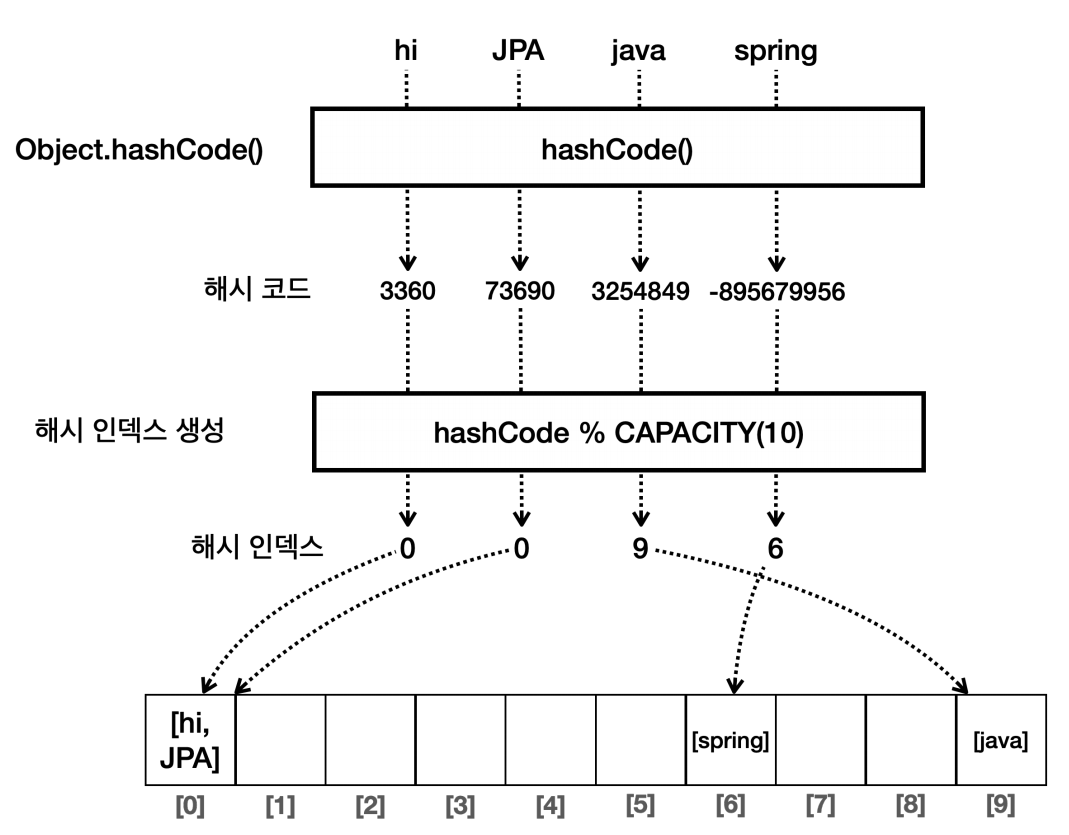 hi JPA java spring
Object.hashCode() hashCode()
해시 코드 3360 73690 3254849 -895679956
해시 인덱스 생성 hashCode % CAPACITY(10)
해시 인덱스 0 0 9 6
[hi,
JPA] [spring] [java]
[0] [1] [2] [3] [4] [5] [6] [7] [8] [9]